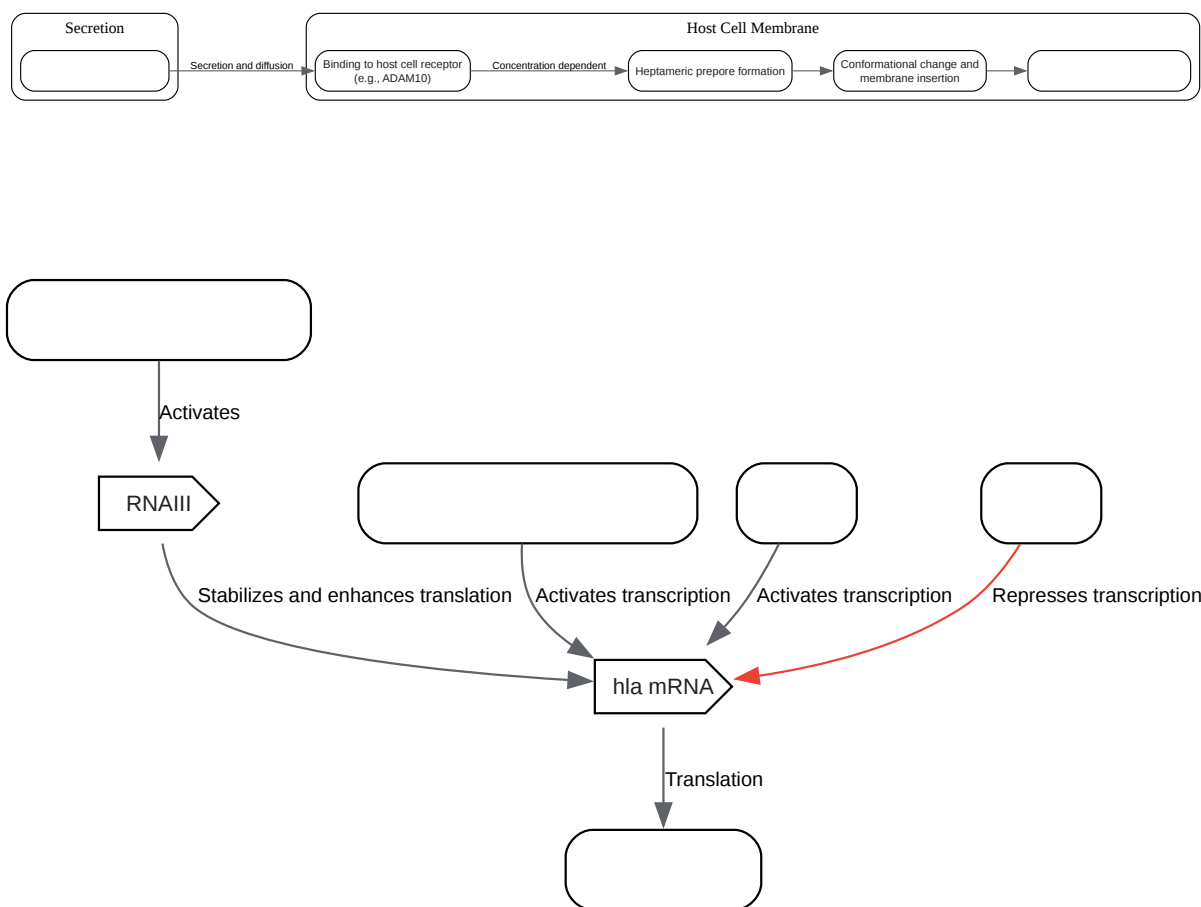 Secretion
Host Cell Membrane
Secretion and diffusion
Binding to host cell receptor
(e.g., ADAM10)
Concentration dependent
Heptameric prepore formation
Conformational change and
membrane insertion
Activates
RNAIII
Stabilizes and enhances translation
Activates transcription
Activates transcription
Represses transcription
hla mRNA
Translation